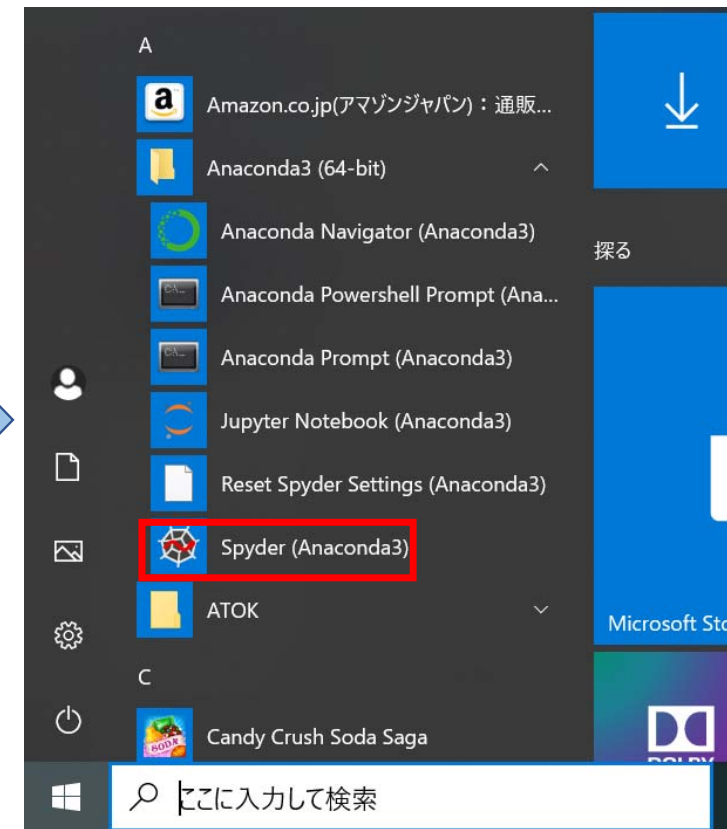 A
Amazon.co.jp(アマゾンジャパン)：通販...
Anaconda3 (64-bit)
Anaconda Navigator (Anaconda3)
探る
Anaconda Powershell Prompt (Ana...
Anaconda Prompt (Anaconda3)
Jupyter Notebook (Anaconda3)
Reset Spyder Settings (Anaconda3)
Spyder (Anaconda3)
ATOK
Microsoft Sto
C
Candy Crush Soda Saga
ここに入力して検索